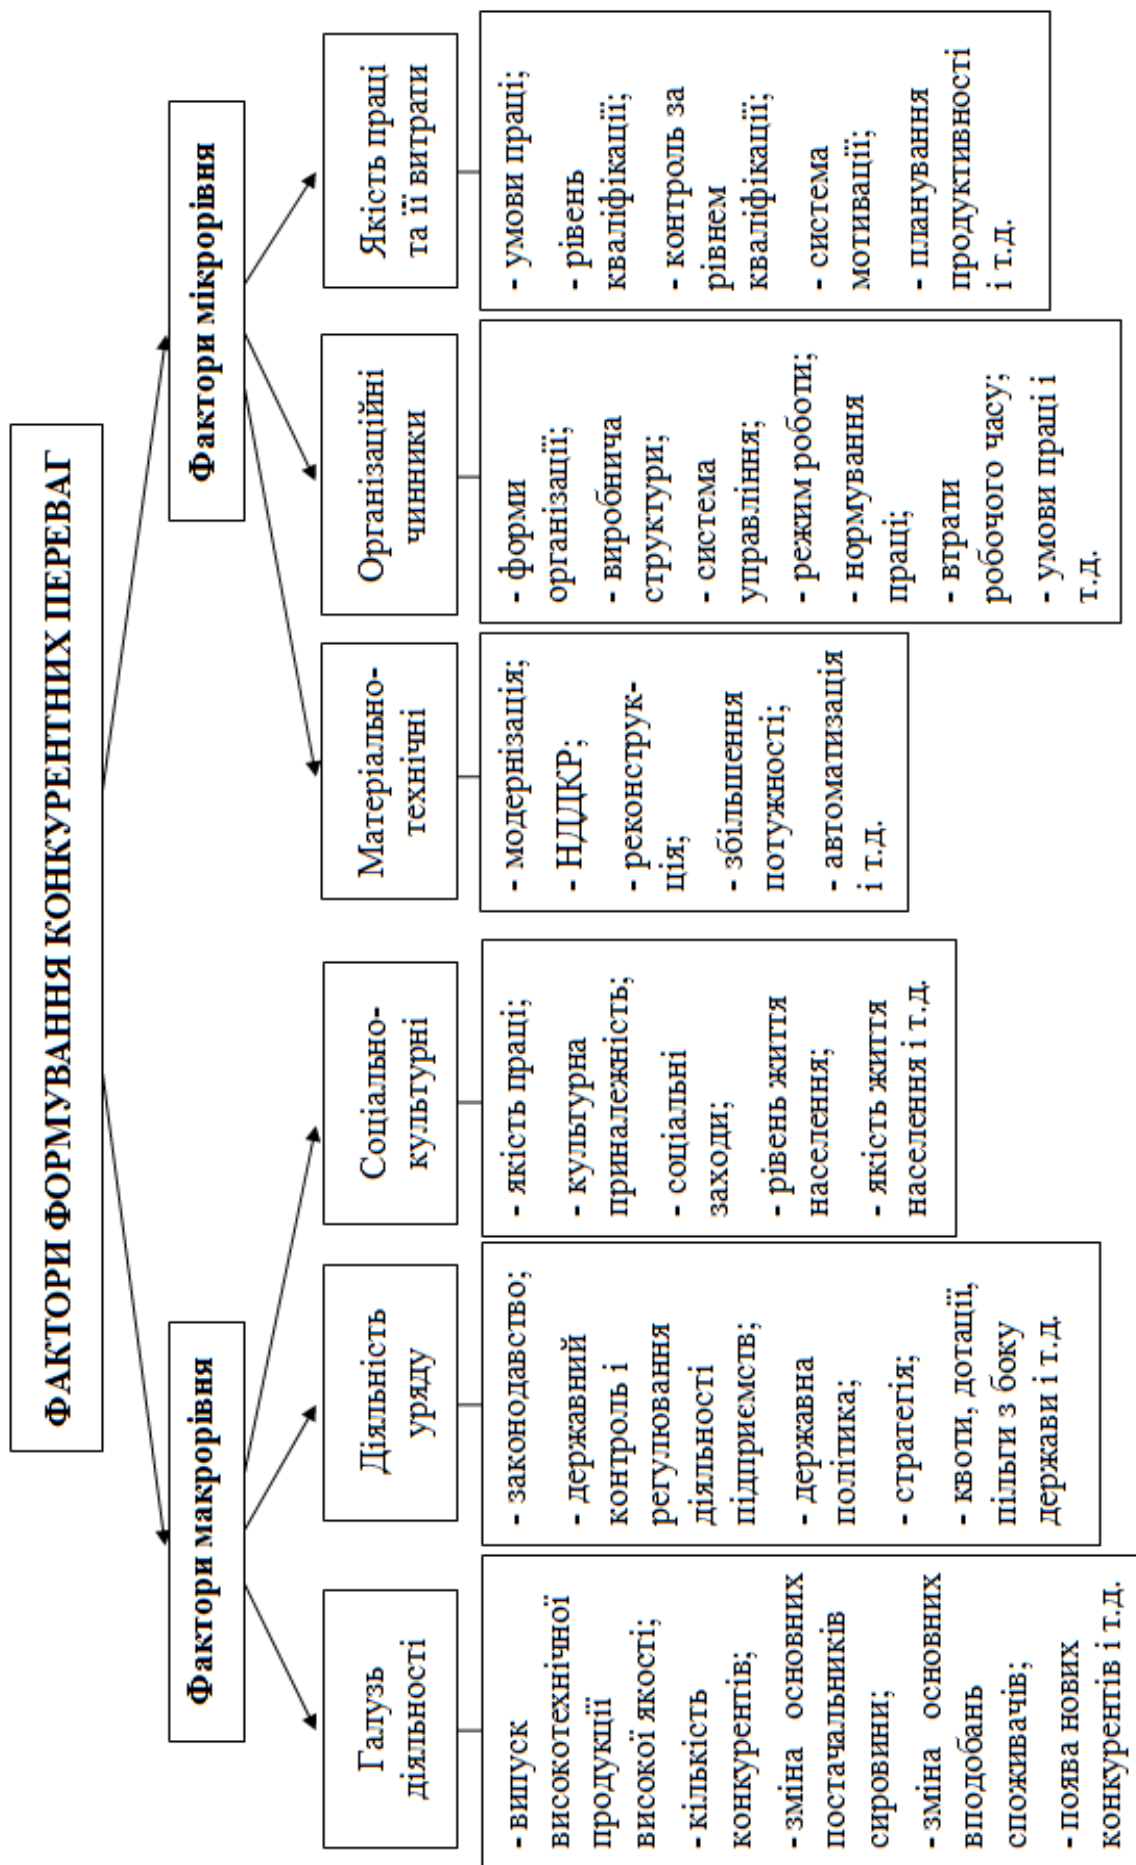 ФАКТОРИ ФОРМУВАННЯ КОНКУРЕНТНИХ ПЕРЕВАГ
Фактори макрорівня
Фактори мікрорівня
Галузь
діяльності
- випуск
високотехнічної
продукції
високої якості;
- кількість
конкурентів;
- зміна основних
постачальників
сировини;
- зміна основних
вподобань
споживачів;
- поява нових
конкурентів і т.д.
Діяльність
уряду
- законодавство;
- державний
контроль і
регулювання
діяльності
підприємств;
- державна
політика;
- стратегія;
- квоти, дотації,
пільги з боку
держави і т.д.
Соціально-
культурні
- якість праці;
- культурна
приналежність;
- соціальні
заходи;
- рівень життя
населення;
- якість життя
населення і т.д.
Матеріально-
технічні
- модернізація;
- НДДКР;
- реконструк-
ція;
- збільшення
потужності;
- автоматизація
і т.д.
Організаційні
чинники
- форми
організації;
- виробнича
структури;
- система
управління;
- режим роботи;
- нормування
праці;
- втрати
робочого часу;
- умови праці і
т.д.
Якість праці
та її витрати
- умови праці;
- рівень
кваліфікації;
- контроль за
рівнем
кваліфікації;
- система
мотивації;
- планування
продуктивності
і т.д.